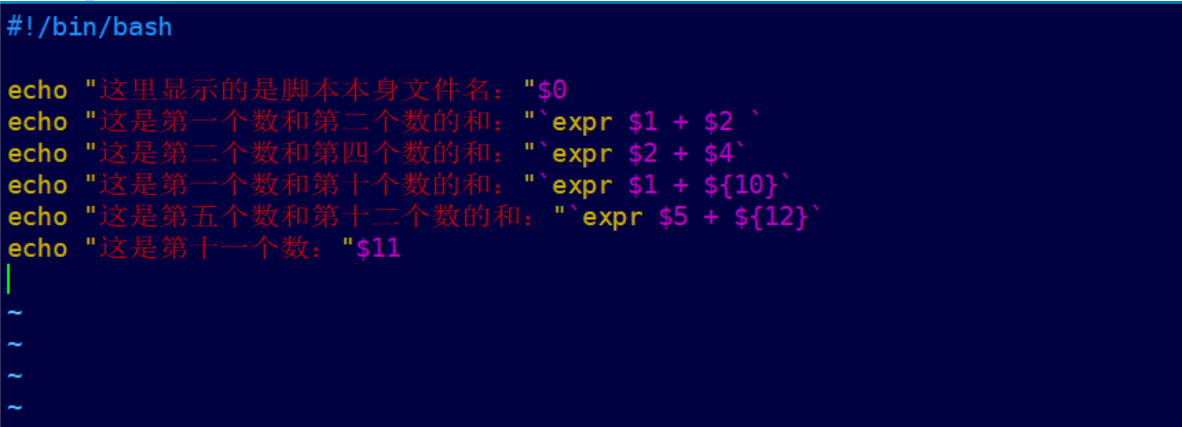 #!/bin/bash
echo "这里显示的是脚本本身文件名："$0
echo "这是第一个数和第二个数的和："`expr $1 + $2 `
echo "这是第二个数和第四个数的和："`expr $2 + $4`
echo "这是第一个数和第十个数的和："`expr $1 + ${10}`
echo "这是第五个数和第十二个数的和："`expr $5 + ${12}`
echo "这是第十一个数："$11
~
~
~
~